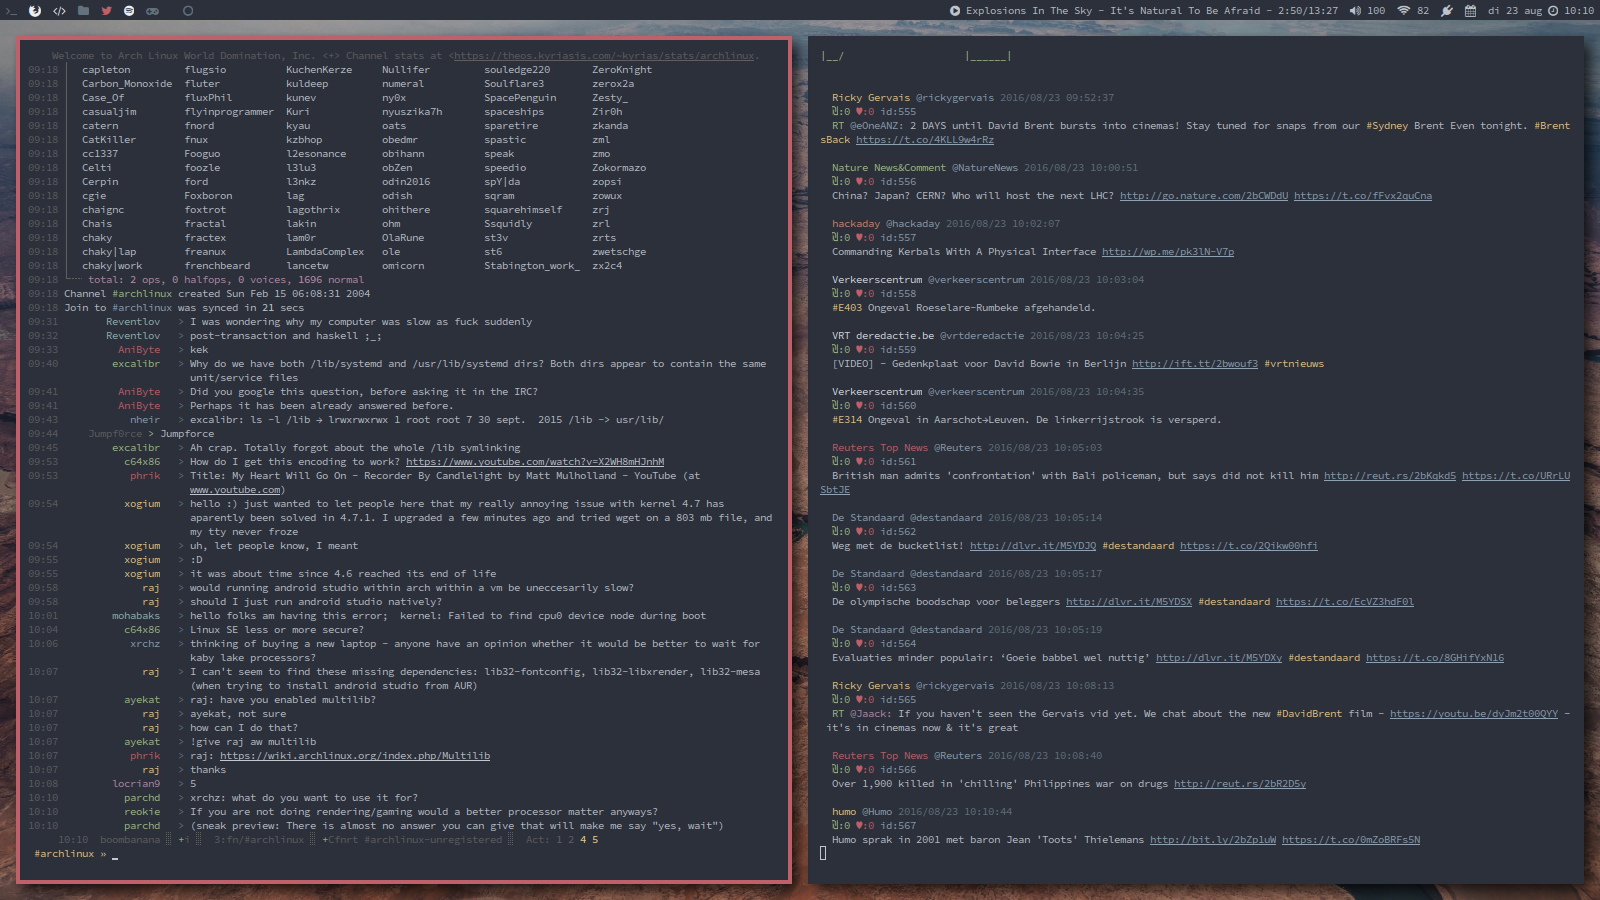 Explosions In The Sky - It's Natural To Be Afraid - 2:50/13:27 100 82 di 23 aug 10:10
Welcome to Arch Linux World Domination, Inc. <+> Channel stats at <https://theos.kyriasis.com/~kyrias/stats/archlinux.
09:18 capleton flugsio KuchenKerze Nullifer souledge220 ZeroKnight
09:18 Carbon_Monoxide fluter kuldeep numeral Soulflare3 zerox2a
09:18 Case_Of fluxPhil kunev ny0x SpacePenguin Zesty_
09:18 casualjim flyinprogrammer Kuri nyuszika7h spaceships Zir0h
09:18 catern fnord kyau oats sparetire zkanda
09:18 CatKiller fnux kzbhop obedmr spastic zml
09:18 cc1337 Fooguo l2esonance obihann speak zmo
09:18 Celti foozle l3lu3 obZen speedio Zokormazo
09:18 Cerpin ford l3nkz odin2016 spY|da zopsi
09:18 cgie Foxboron lag odish sqram zowux
09:18 chaignc foxtrot lagothrix ohithere squarehimself zrj
09:18 Chais fractal lakin ohm Ssquidly zrl
09:18 chaky fractex lam0r OlaRune st3v zrts
09:18 chaky|lap freanux LambdaComplex ole st6 zwetschge
09:18 chaky|work frenchbeard lancetw omicorn Stabington_work_ zx2c4
09:18 total: 2 ops, 0 halfops, 0 voices, 1696 normal
09:18 Channel #archlinux created Sun Feb 15 06:08:31 2004
09:18 Join to #archlinux was synced in 21 secs
09:31 Reventlov > I was wondering why my computer was slow as fuck suddenly
09:32 Reventlov > post-transaction and haskell ;_;
09:33 AniByte > kek
09:40 excalibr > Why do we have both /lib/systemd and /usr/lib/systemd dirs? Both dirs appear to contain the same
unit/service files
09:41 AniByte > Did you google this question, before asking it in the IRC?
09:41 AniByte > Perhaps it has been already answered before.
09:43 nheir > excalibr: ls -l /lib → lrwxrwxrwx 1 root root 7 30 sept.  2015 /lib -> usr/lib/
09:44 Jumpf0rce > Jumpforce
09:45 excalibr > Ah crap. Totally forgot about the whole /lib symlinking
09:53 c64x86 > How do I get this encoding to work? https://www.youtube.com/watch?v=X2WH8mHJnhM
09:53 phrik > Title: My Heart Will Go On - Recorder By Candlelight by Matt Mulholland - YouTube (at
www.youtube.com)
09:54 xogium > hello :) just wanted to let people here that my really annoying issue with kernel 4.7 has
aparently been solved in 4.7.1. I upgraded a few minutes ago and tried wget on a 803 mb file, and
my tty never froze
09:54 xogium > uh, let people know, I meant
09:55 xogium > :D
09:55 xogium > it was about time since 4.6 reached its end of life
09:58 raj > would running android studio within arch within a vm be uneccesarily slow?
09:58 raj > should I just run android studio natively?
10:01 mohabaks > hello folks am having this error;  kernel: Failed to find cpu0 device node during boot
10:04 c64x86 > Linux SE less or more secure?
10:06 xrchz > thinking of buying a new laptop - anyone have an opinion whether it would be better to wait for
kaby lake processors?
10:07 raj > I can't seem to find these missing dependencies: lib32-fontconfig, lib32-libxrender, lib32-mesa
(when trying to install android studio from AUR)
10:07 ayekat > raj: have you enabled multilib?
10:07 raj > ayekat, not sure
10:07 raj > how can I do that?
10:07 ayekat > !give raj aw multilib
10:07 phrik > raj: https://wiki.archlinux.org/index.php/Multilib
10:07 raj > thanks
10:08 locrian9 > 5
10:10 parchd > xrchz: what do you want to use it for?
10:10 reokie > If you are not doing rendering/gaming would a better processor matter anyways?
10:10 parchd > (sneak preview: There is almost no answer you can give that will make me say "yes, wait")
10:10 boombanana +i 3:fn/#archlinux +Cfnrt #archlinux-unregistered Act: 1 2 4 5
#archlinux » _
|__/ |______|
Ricky Gervais @rickygervais 2016/08/23 09:52:37
:0 ♥:0 id:555
RT @eOneANZ: 2 DAYS until David Brent bursts into cinemas! Stay tuned for snaps from our #Sydney Brent Even tonight. #Brent
sBack https://t.co/4KLL9w4rRz
Nature News&Comment @NatureNews 2016/08/23 10:00:51
:0 ♥:0 id:556
China? Japan? CERN? Who will host the next LHC? http://go.nature.com/2bCWDdU https://t.co/fFvx2quCna
hackaday @hackaday 2016/08/23 10:02:07
:0 ♥:0 id:557
Commanding Kerbals With A Physical Interface http://wp.me/pk3lN-V7p
Verkeerscentrum @verkeerscentrum 2016/08/23 10:03:04
:0 ♥:0 id:558
#E403 Ongeval Roeselare-Rumbeke afgehandeld.
VRT deredactie.be @vrtderedactie 2016/08/23 10:04:25
:0 ♥:0 id:559
[VIDEO] - Gedenkplaat voor David Bowie in Berlijn http://ift.tt/2bwouf3 #vrtnieuws
Verkeerscentrum @verkeerscentrum 2016/08/23 10:04:35
:0 ♥:0 id:560
#E314 Ongeval in Aarschot→Leuven. De linkerrijstrook is versperd.
Reuters Top News @Reuters 2016/08/23 10:05:03
:0 ♥:0 id:561
British man admits 'confrontation' with Bali policeman, but says did not kill him http://reut.rs/2bKqkd5 https://t.co/URrLU
SbtJE
De Standaard @destandaard 2016/08/23 10:05:14
:0 ♥:0 id:562
Weg met de bucketlist! http://dlvr.it/M5YDJQ #destandaard https://t.co/2Qikw00hfi
De Standaard @destandaard 2016/08/23 10:05:17
:0 ♥:0 id:563
De olympische boodschap voor beleggers http://dlvr.it/M5YDSX #destandaard https://t.co/EcVZ3hdF0l
De Standaard @destandaard 2016/08/23 10:05:19
:0 ♥:0 id:564
Evaluaties minder populair: ‘Goeie babbel wel nuttig’ http://dlvr.it/M5YDXy #destandaard https://t.co/8GHifYxN16
Ricky Gervais @rickygervais 2016/08/23 10:08:13
:0 ♥:0 id:565
RT @Jaack: If you haven't seen the Gervais vid yet. We chat about the new #DavidBrent film - https://youtu.be/dyJm2t00QYY -
it's in cinemas now & it's great
Reuters Top News @Reuters 2016/08/23 10:08:40
:0 ♥:0 id:566
Over 1,900 killed in 'chilling' Philippines war on drugs http://reut.rs/2bR2D5y
humo @Humo 2016/08/23 10:10:44
:0 ♥:0 id:567
Humo sprak in 2001 met baron Jean 'Toots' Thielemans http://bit.ly/2bZp1uW https://t.co/0mZoBRFs5N